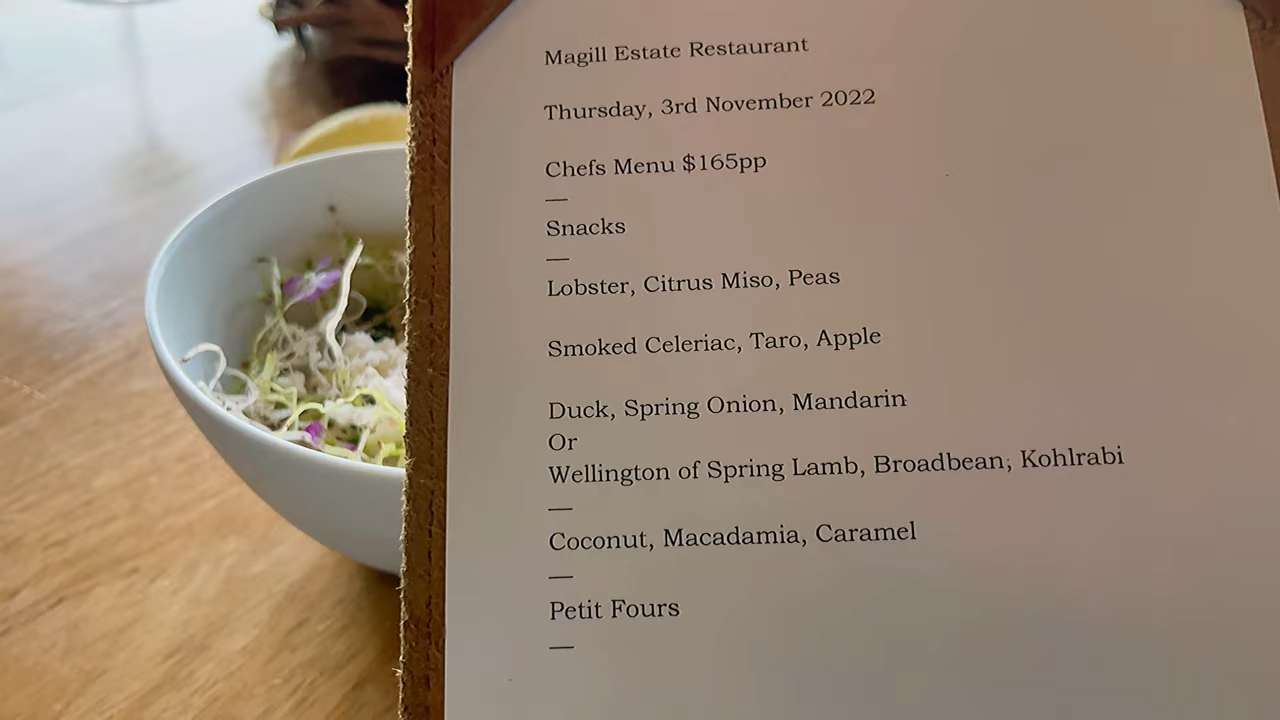 Magill Estate Restaurant
Thursday, 3rd November 2022
Chefs Menu $165pp
—
Snacks
—
Lobster, Citrus Miso, Peas
Smoked Celeriac, Taro, Apple
Duck, Spring Onion, Mandarin
Or
Wellington of Spring Lamb, Broadbean, Kohlrabi
—
Coconut, Macadamia, Caramel
—
Petit Fours
—